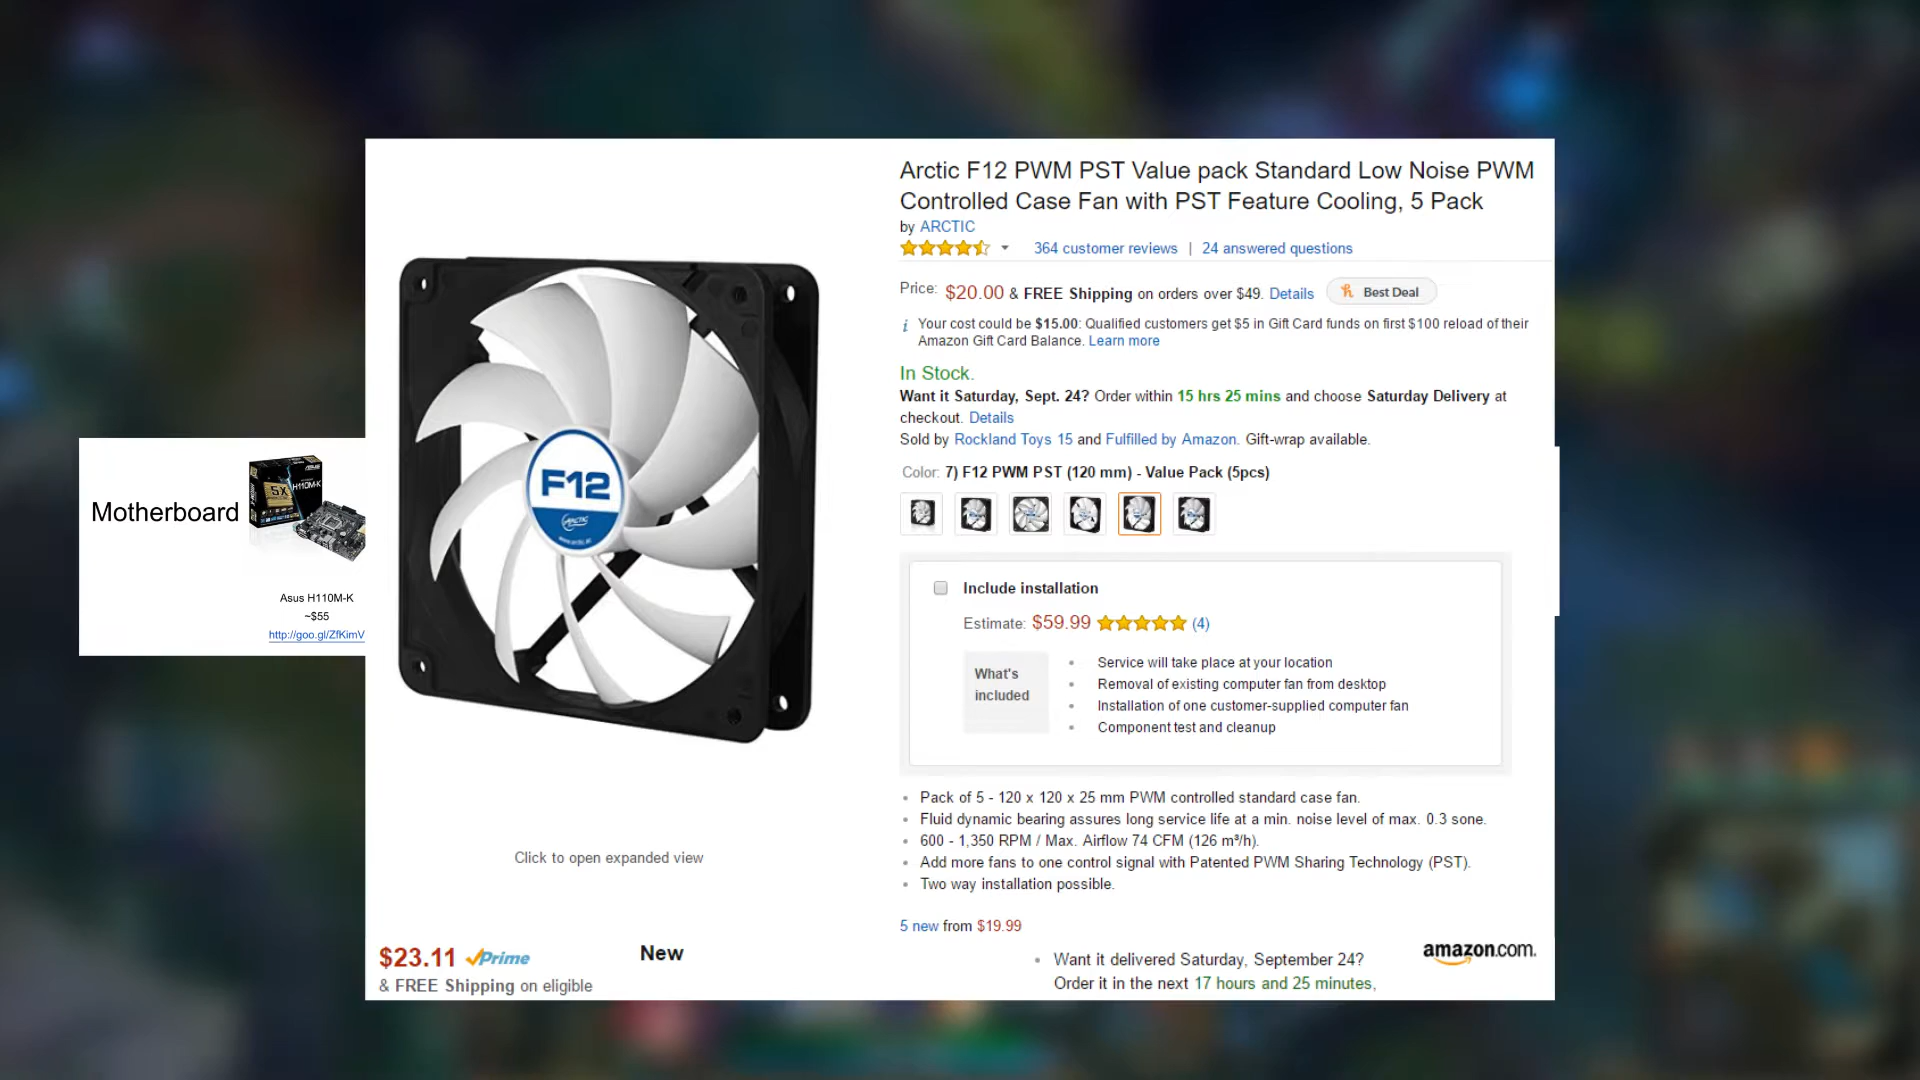 Arctic F12 PWM PST Value pack Standard Low Noise PWM
Controlled Case Fan with PST Feature Cooling, 5 Pack
by ARCTIC
364 customer reviews | 24 answered questions
Price: $20.00 & FREE Shipping on orders over $49. Details Best Deal
i Your cost could be $15.00: Qualified customers get $5 in Gift Card funds on first $100 reload of their
Amazon Gift Card Balance. Learn more
In Stock.
Want it Saturday, Sept. 24? Order within 15 hrs 25 mins and choose Saturday Delivery at
checkout. Details
Sold by Rockland Toys 15 and Fulfilled by Amazon. Gift-wrap available.
Color: 7) F12 PWM PST (120 mm) - Value Pack (5pcs)
Include installation
Estimate: $59.99 (4)
What's
included
• Service will take place at your location
• Removal of existing computer fan from desktop
• Installation of one customer-supplied computer fan
• Component test and cleanup
• Pack of 5 - 120 x 120 x 25 mm PWM controlled standard case fan.
• Fluid dynamic bearing assures long service life at a min. noise level of max. 0.3 sone.
• 600 - 1,350 RPM / Max. Airflow 74 CFM (126 m³/h).
• Add more fans to one control signal with Patented PWM Sharing Technology (PST).
• Two way installation possible.
5 new from $19.99
F12
ARCTIC
Click to open expanded view
Motherboard
ASUS
5X
H110M-K
Asus H110M-K
~$55
http://goo.gl/ZfKimV
$23.11 Prime
& FREE Shipping on eligible
New
• Want it delivered Saturday, September 24?
Order it in the next 17 hours and 25 minutes,
amazon.com.